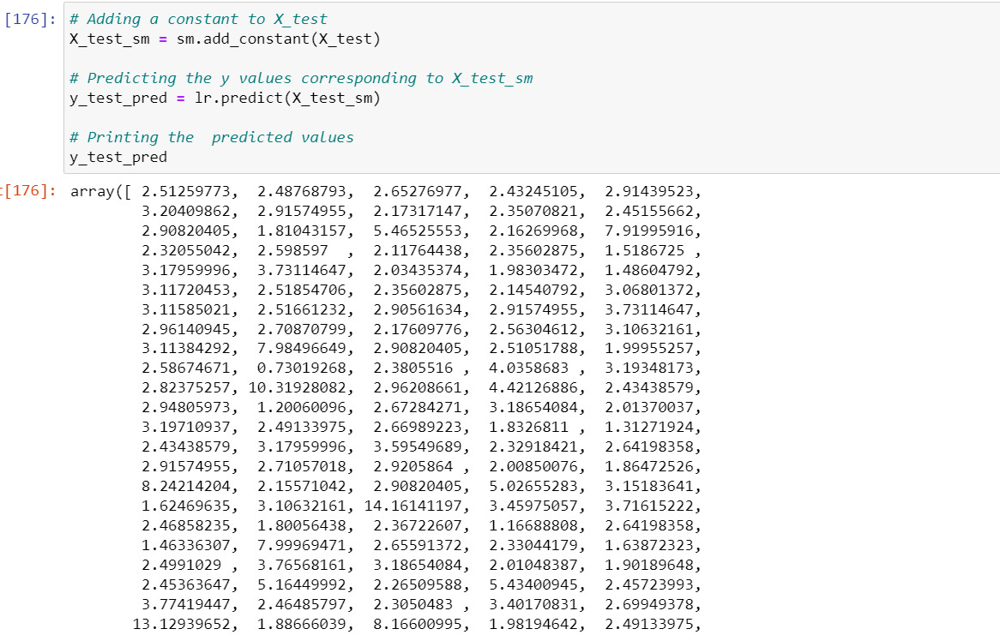 [176]: # Adding a constant to X_test
X_test_sm = sm.add_constant(X_test)
# Predicting the y values corresponding to X_test_sm
y_test_pred = lr.predict(X_test_sm)
# Printing the  predicted values
y_test_pred
t[176]: array([ 2.51259773,  2.48768793,  2.65276977,  2.43245105,  2.91439523,
3.20409862,  2.91574955,  2.17317147,  2.35070821,  2.45155662,
2.90820405,  1.81043157,  5.46525553,  2.16269968,  7.91995916,
2.32055042,  2.598597  ,  2.11764438,  2.35602875,  1.5186725 ,
3.17959996,  3.73114647,  2.03435374,  1.98303472,  1.48604792,
3.11720453,  2.51854706,  2.35602875,  2.14540792,  3.06801372,
3.11585021,  2.51661232,  2.90561634,  2.91574955,  3.73114647,
2.96140945,  2.70870799,  2.17609776,  2.56304612,  3.10632161,
3.11384292,  7.98496649,  2.90820405,  2.51051788,  1.99955257,
2.58674671,  0.73019268,  2.3805516 ,  4.0358683 ,  3.19348173,
2.82375257, 10.31928082,  2.96208661,  4.42126886,  2.43438579,
2.94805973,  1.20060096,  2.67284271,  3.18654084,  2.01370037,
3.19710937,  2.49133975,  2.66989223,  1.8326811 ,  1.31271924,
2.43438579,  3.17959996,  3.59549689,  2.32918421,  2.64198358,
2.91574955,  2.71057018,  2.9205864 ,  2.00850076,  1.86472526,
8.24214204,  2.15571042,  2.90820405,  5.02655283,  3.15183641,
1.62469635,  3.10632161, 14.16141197,  3.45975057,  3.71615222,
2.46858235,  1.80056438,  2.36722607,  1.16688808,  2.64198358,
1.46336307,  7.99969471,  2.65591372,  2.33044179,  1.63872323,
2.4991029 ,  3.76568161,  3.18654084,  2.01048387,  1.90189648,
2.45363647,  5.16449992,  2.26509588,  5.43400945,  2.45723993,
3.77419447,  2.46485797,  2.3050483 ,  3.40170831,  2.69949378,
13.12939652,  1.88666039,  8.16600995,  1.98194642,  2.49133975,